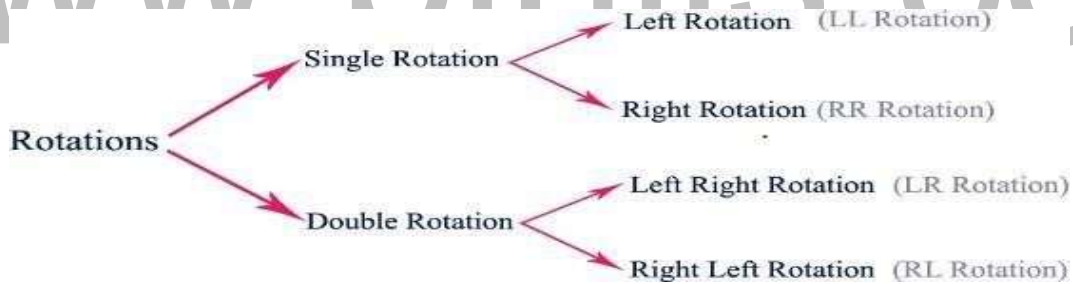 Rotations
Single Rotation
Left Rotation (LL Rotation)
Right Rotation (RR Rotation)
Double Rotation
Left Right Rotation (LR Rotation)
Right Left Rotation (RL Rotation)